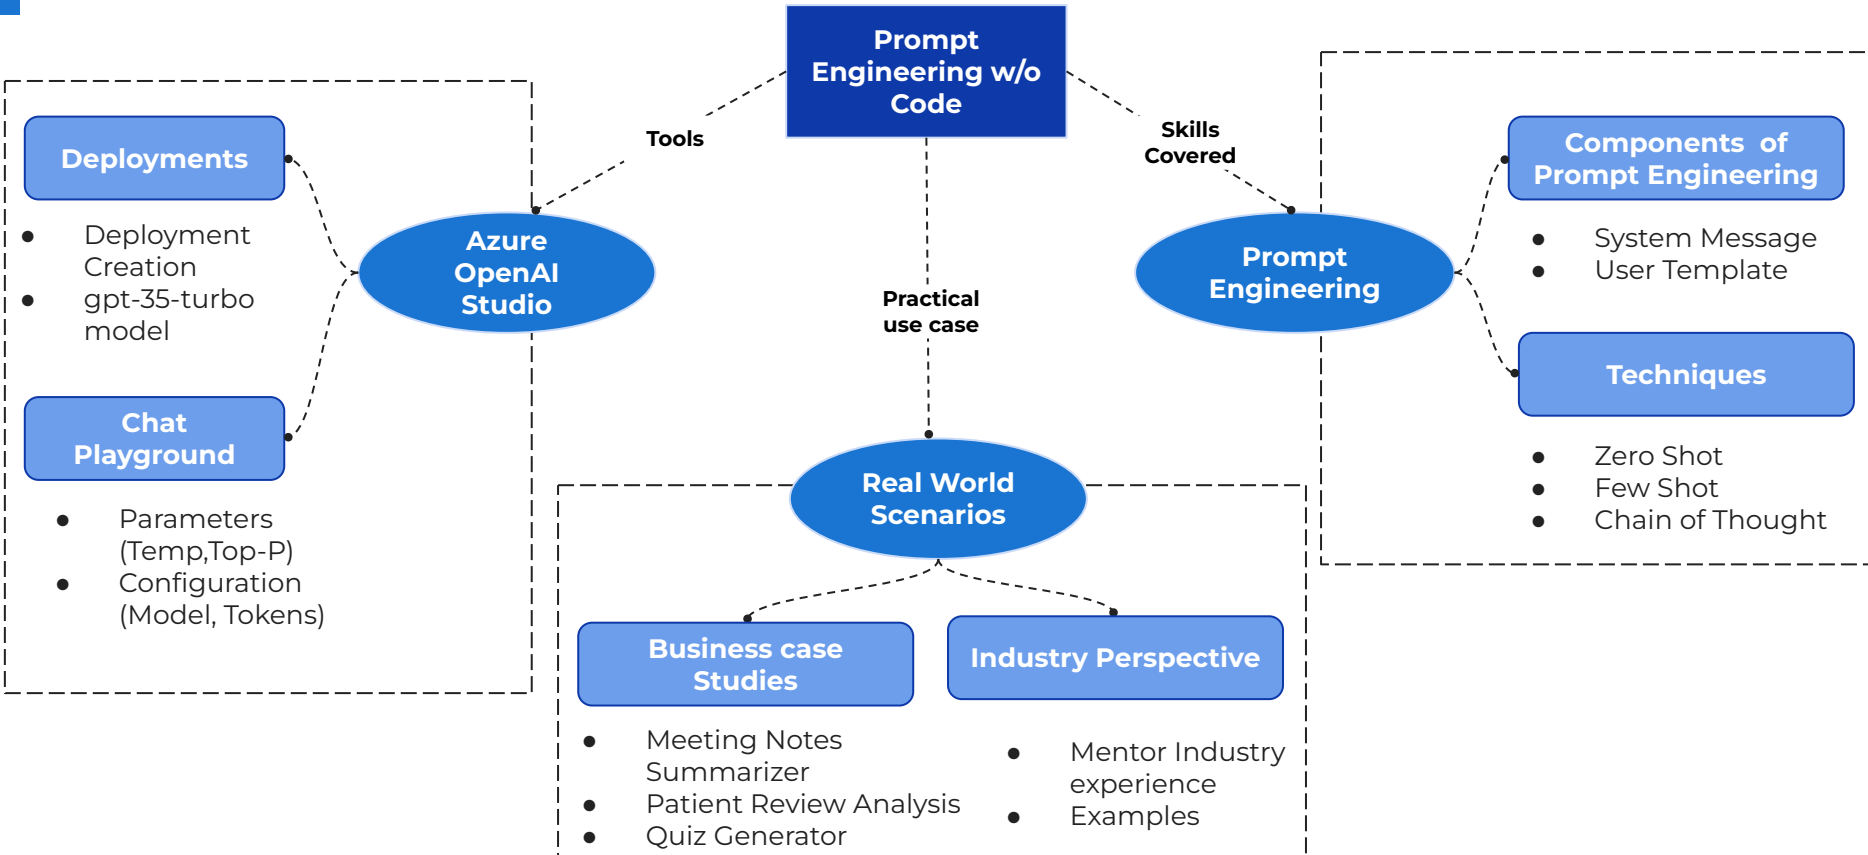 Prompt
Engineering w/o
Code
Tools
Skills
Covered
Practical
use case
Deployments
Deployment
Creation
gpt-35-turbo
model
Chat
Playground
Parameters
(Temp,Top-P)
Configuration
(Model, Tokens)
Azure
OpenAI
Studio
Real World
Scenarios
Business case
Studies
Meeting Notes
Summarizer
Patient Review Analysis
Quiz Generator
Industry Perspective
Mentor Industry
experience
Examples
Prompt
Engineering
Components of
Prompt Engineering
System Message
User Template
Techniques
Zero Shot
Few Shot
Chain of Thought